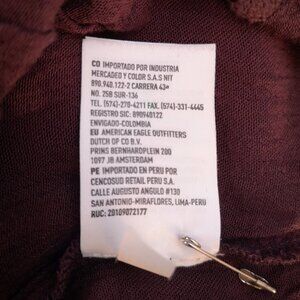 CO IMPORTADO POR INDUSTRIA
MERCADEO Y COLOR S.A.S NIT
890.940.122-2 CARRERA 43ª
NO. 25B SUR-136
TEL. (574)-270-4211 FAX. (574)-331-4445
REGISTRO SIC: 890940122
ENVIGADO-COLOMBIA
EU AMERICAN EAGLE OUTFITTERS
DUTCH OP CO B.V.
PRINS BERNHARDPLEIN 200
1097 JB AMSTERDAM
PE IMPORTADO EN PERU POR
CENCOSUD RETAIL PERU S.A.
CALLE AUGUSTO ANGULO #130
SAN ANTONIO-MIRAFLORES, LIMA-PERU
RUC: 20109072177